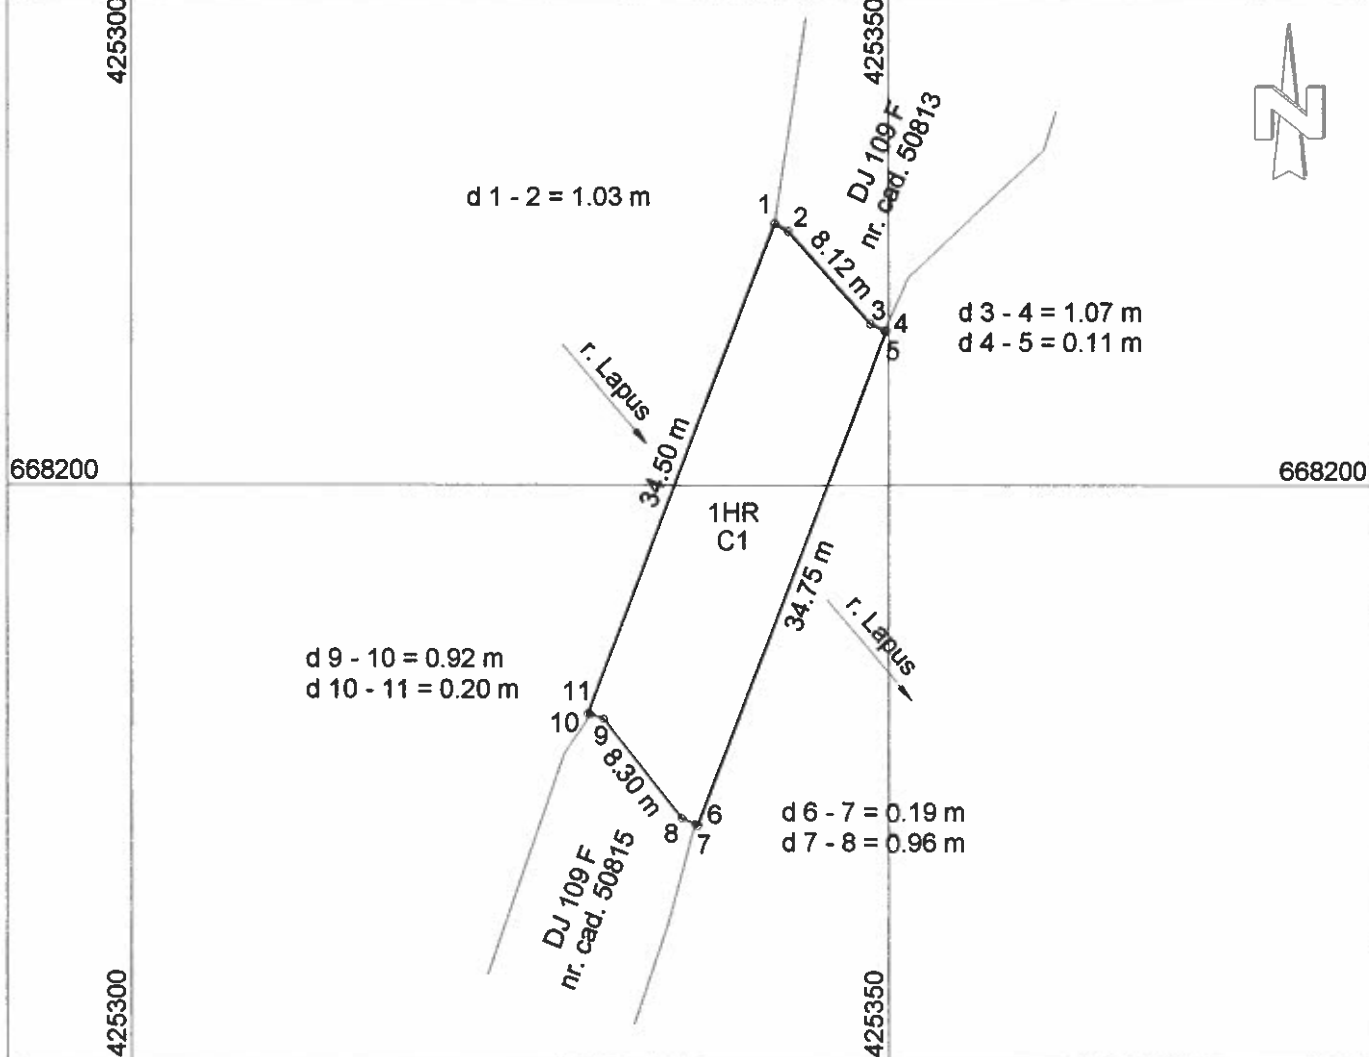 425300
425350
N
DJ 109 F
nr. cad. 50813
d 1 - 2 = 1.03 m
1
2
8.12 m
3
4
5
d 3 - 4 = 1.07 m
d 4 - 5 = 0.11 m
r. Lapus
34.50 m
668200
668200
1HR
C1
34.75 m
r. Lapus
d 9 - 10 = 0.92 m
d 10 - 11 = 0.20 m
11
10
9
8.30 m
8
6
7
d 6 - 7 = 0.19 m
d 7 - 8 = 0.96 m
DJ 109 F
nr. cad. 50815
425300
425350